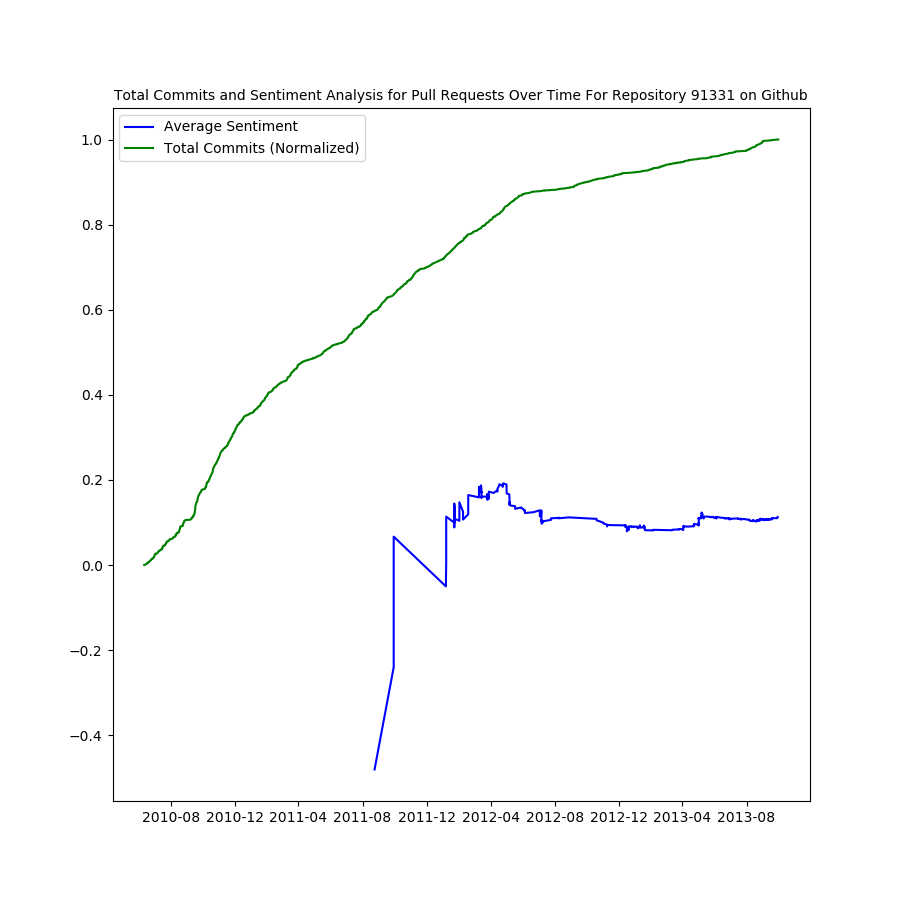 Total Commits and Sentiment Analysis for Pull Requests Over Time For Repository 91331 on Github
Average Sentiment
Total Commits (Normalized)
1.0
0.8
0.6
0.4
0.2
0.0
−0.2
−0.4
2010-08 2010-12 2011-04 2011-08 2011-12 2012-04 2012-08 2012-12 2013-04 2013-08